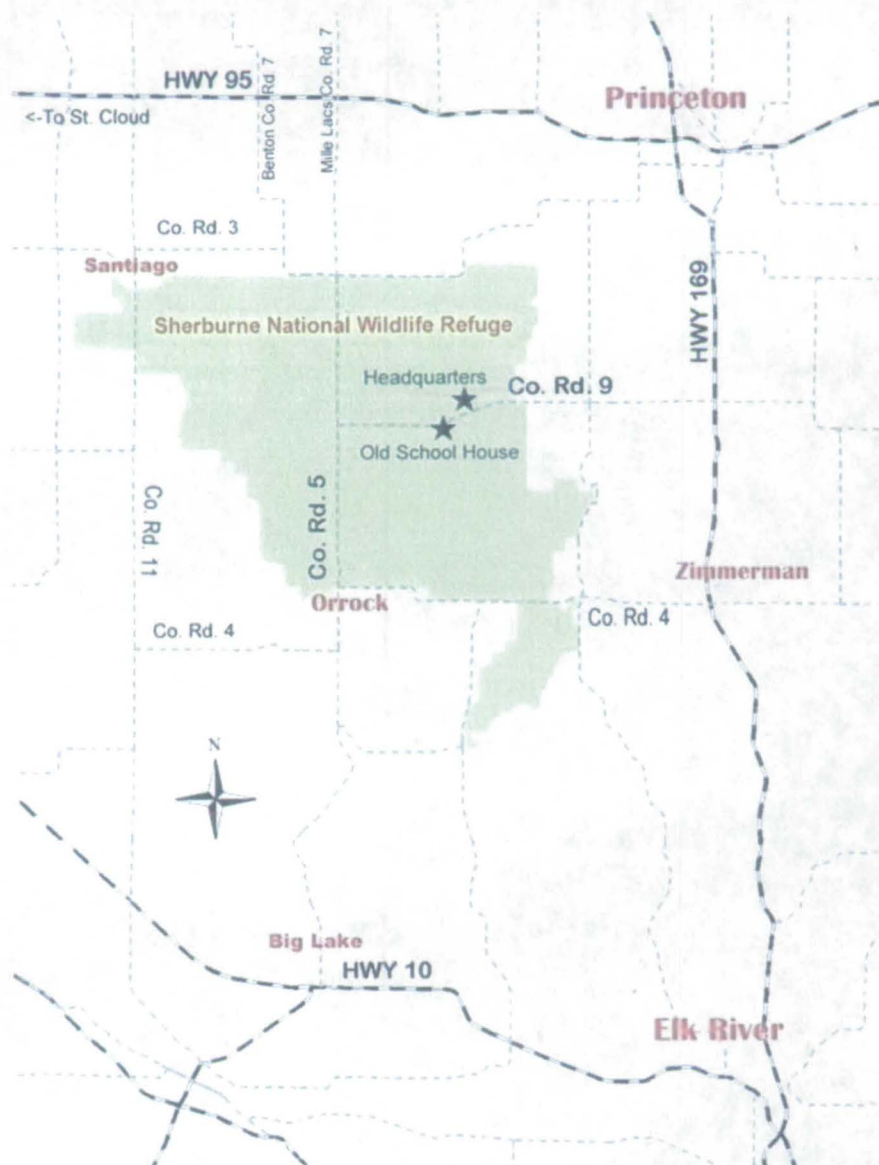 HWY 95
Princeton
<-To St. Cloud
Benton Co. Rd. 7
Mille Lacs Co. Rd. 7
Co. Rd. 3
Santiago
HWY 169
Sherburne National Wildlife Refuge
Headquarters
Co. Rd. 9
Old School House
Co. Rd. 11
Co. Rd. 5
Zimmerman
Orrock
Co. Rd. 4
Co. Rd. 4
N
Big Lake
HWY 10
Elk River